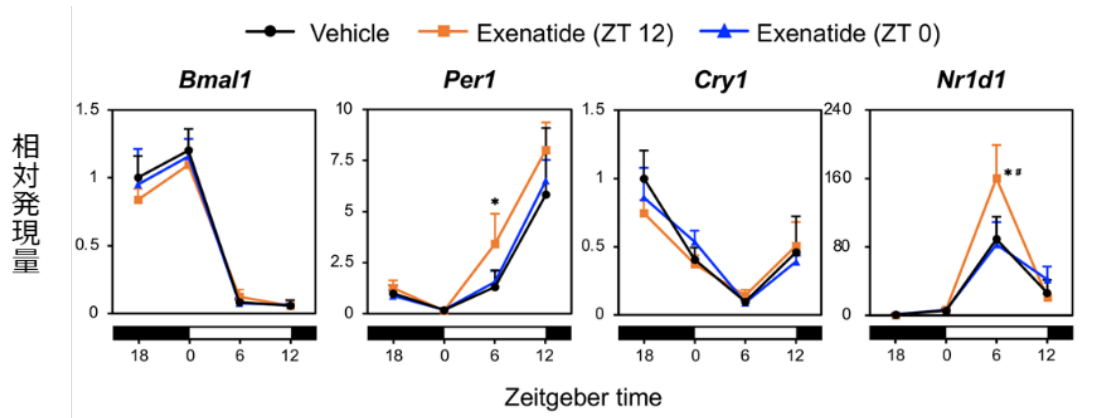 Vehicle Exenatide (ZT 12) Exenatide (ZT 0)
Bmal1 Per1 Cry1 Nr1d1
相対発現量
1.5
1
0.5
0
10
7.5
5
2.5
0
1.5
1
0.5
0
240
160
80
0
*
* #
18 0 6 12
18 0 6 12
18 0 6 12
18 0 6 12
Zeitgeber time